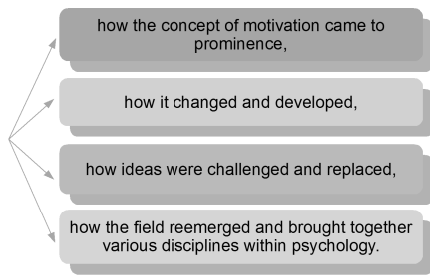 how the concept of motivation came to
prominence,
how it changed and developed,
how ideas were challenged and replaced,
how the field reemerged and brought together
various disciplines within psychology.